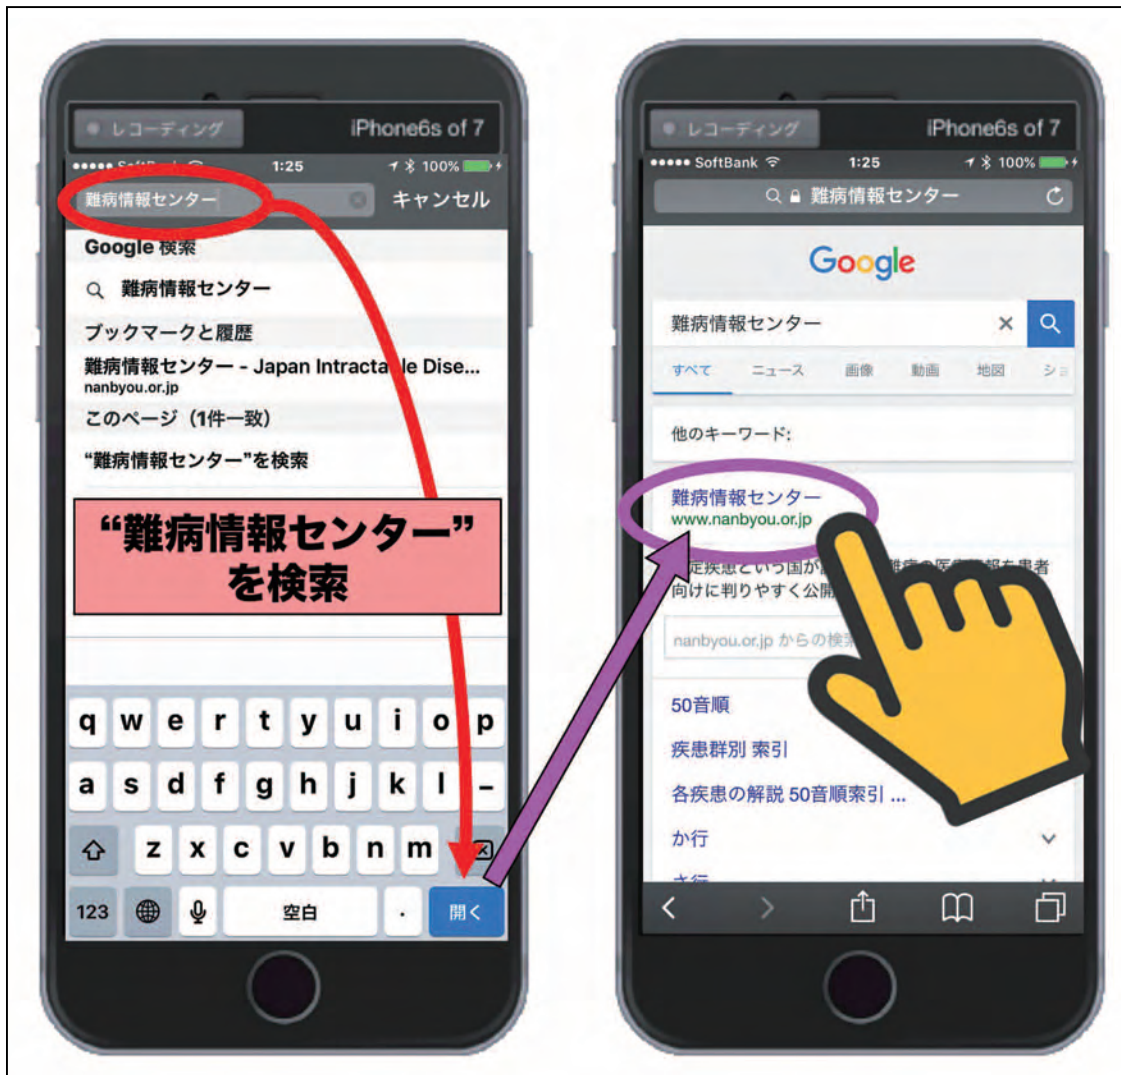 レコーディング
iPhone6s of 7
1:25
100%
難病情報センター
キャンセル
Google 検索
難病情報センター
ブックマークと履歴
難病情報センター - Japan Dise...
nanbyou.or.jp
このページ（1件一致）
“難病情報センター”を検索
“難病情報センター”
を検索
q w e r t y u i o p
a s d f g h j k l –
z x c v b n m
123 空白 . 開く
レコーディング
iPhone6s of 7
SoftBank 1:25 100%
難病情報センター
Google
難病情報センター ×
すべて ニュース 画像 動画 地図
他のキーワード:
難病情報センター
www.nanbyou.or.jp
定疾患という国が 患者
向けに判りやすく公開
nanbyou.or.jp からの検索
50音順
疾患群別 索引
各疾患の解説 50音順索引 ...
か行